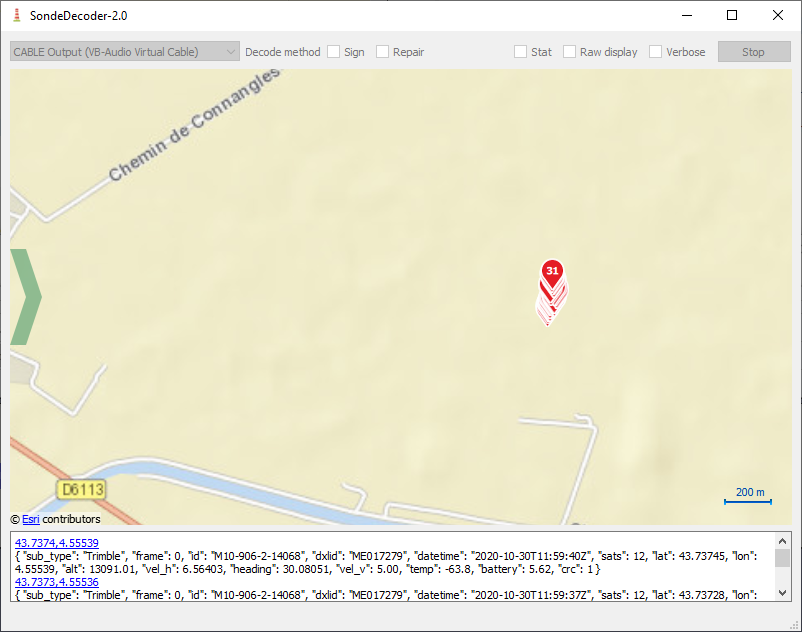 SondeDecoder-2.0
CABLE Output (VB-Audio Virtual Cable) Decode method Sign Repair Stat Raw display Verbose Stop
Chemin de Connangles
31
D6113
200 m
© Esri contributors
43.7374,4.55539
{ "sub_type": "Trimble", "frame": 0, "id": "M10-906-2-14068", "dxlid": "ME017279", "datetime": "2020-10-30T11:59:40Z", "sats": 12, "lat": 43.73745, "lon":
4.55539, "alt": 13091.01, "vel_h": 6.56403, "heading": 30.08051, "vel_v": 5.00, "temp": -63.8, "battery": 5.62, "crc": 1 }
43.7373,4.55536
{ "sub_type": "Trimble", "frame": 0, "id": "M10-906-2-14068", "dxlid": "ME017279", "datetime": "2020-10-30T11:59:37Z", "sats": 12, "lat": 43.73728, "lon":